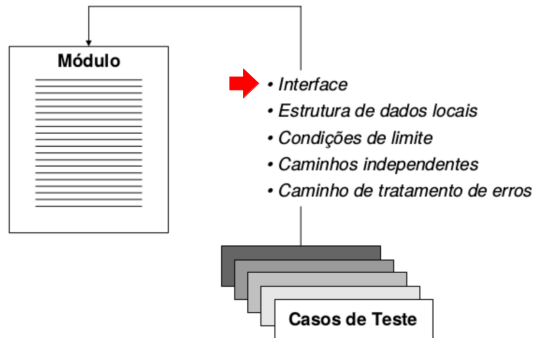 Módulo
• Interface
• Estrutura de dados locais
• Condições de limite
• Caminhos independentes
• Caminho de tratamento de erros
Casos de Teste